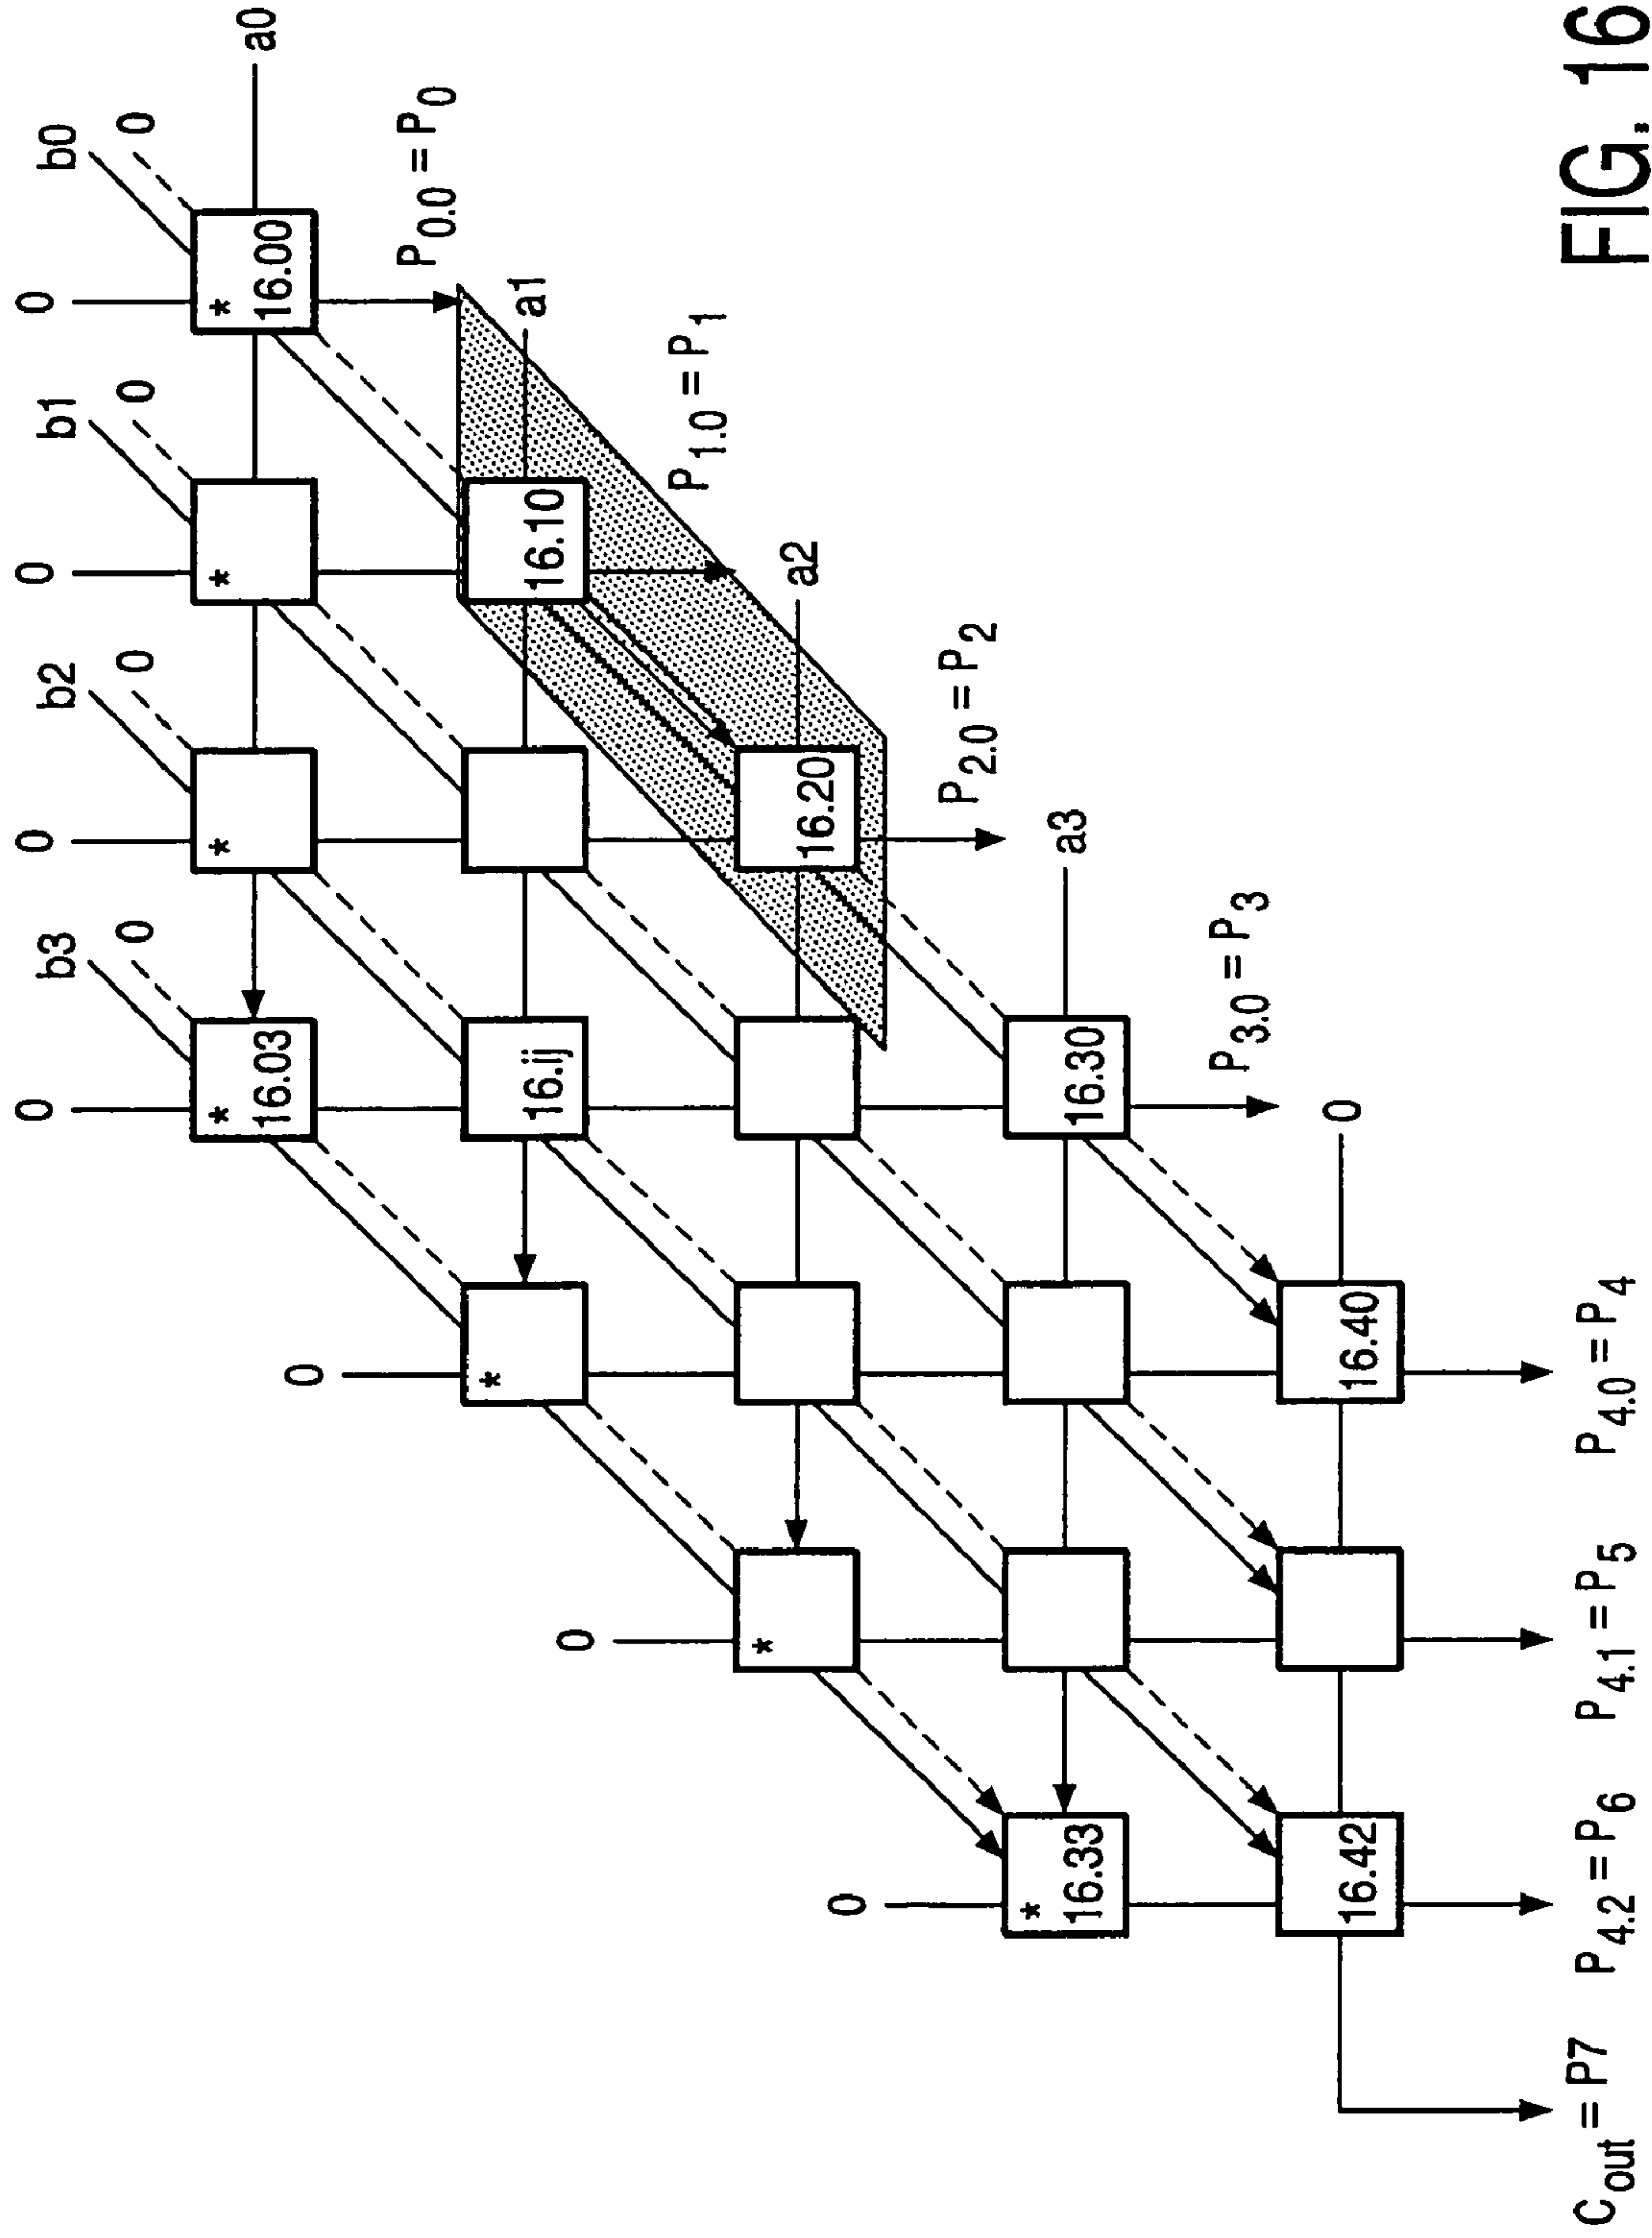 0 0 0 0
b3 0 b2 0 b1 0 b0 0
* 16.03 * * * 16.00 a0
P0.0 = P0
0 * 16.ij 16.10 a1
P1.0 = P1
0 * 16.20 a2
P2.0 = P2
0 * 16.33 16.30 a3
P3.0 = P3
16.42 16.40 0
Cout = P7 P4.2 = P6 P4.1 = P5 P4.0 = P4
FIG. 16